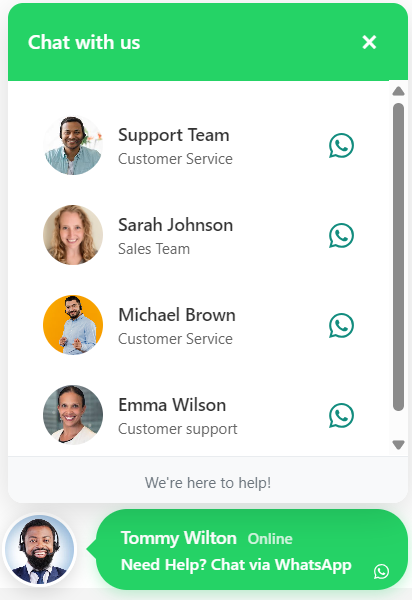 Chat with us
Support Team
Customer Service
Sarah Johnson
Sales Team
Michael Brown
Customer Service
Emma Wilson
Customer support
We're here to help!
Tommy Wilton Online
Need Help? Chat via WhatsApp